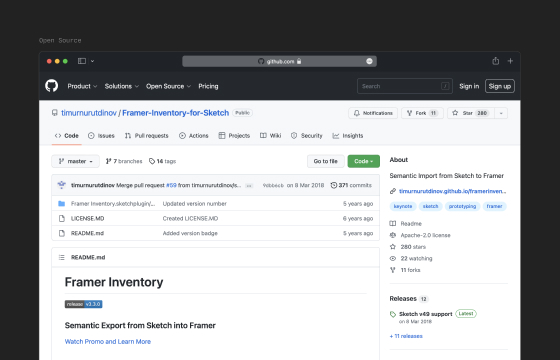 Open Source
github.com
Product Solutions Open Source Pricing Search / Sign in Sign up
timurnurutdinov / Framer-Inventory-for-Sketch Public
Notifications Fork 11 Star 280
Code Issues Pull requests Actions Projects Wiki Security Insights
master 7 branches 14 tags Go to file Code
timurnurutdinov Merge pull request #59 from timurnurutdinov/s... on 8 Mar 2018 371 commits
Framer Inventory.sketchplugin/... Updated version number 5 years ago
LICENSE.MD Created LICENSE.MD 6 years ago
README.md Added version badge 5 years ago
README.md
Framer Inventory
release v1.3.0
Semantic Export from Sketch into Framer
Watch Promo and Learn More
About
Semantic Import from Sketch to Framer
timurnurutdinov.github.io/framerinven...
keynote sketch prototyping framer
Readme
Apache-2.0 license
280 stars
22 watching
11 forks
Releases 12
Sketch v49 support Latest
on 8 Mar 2018
+ 11 releases